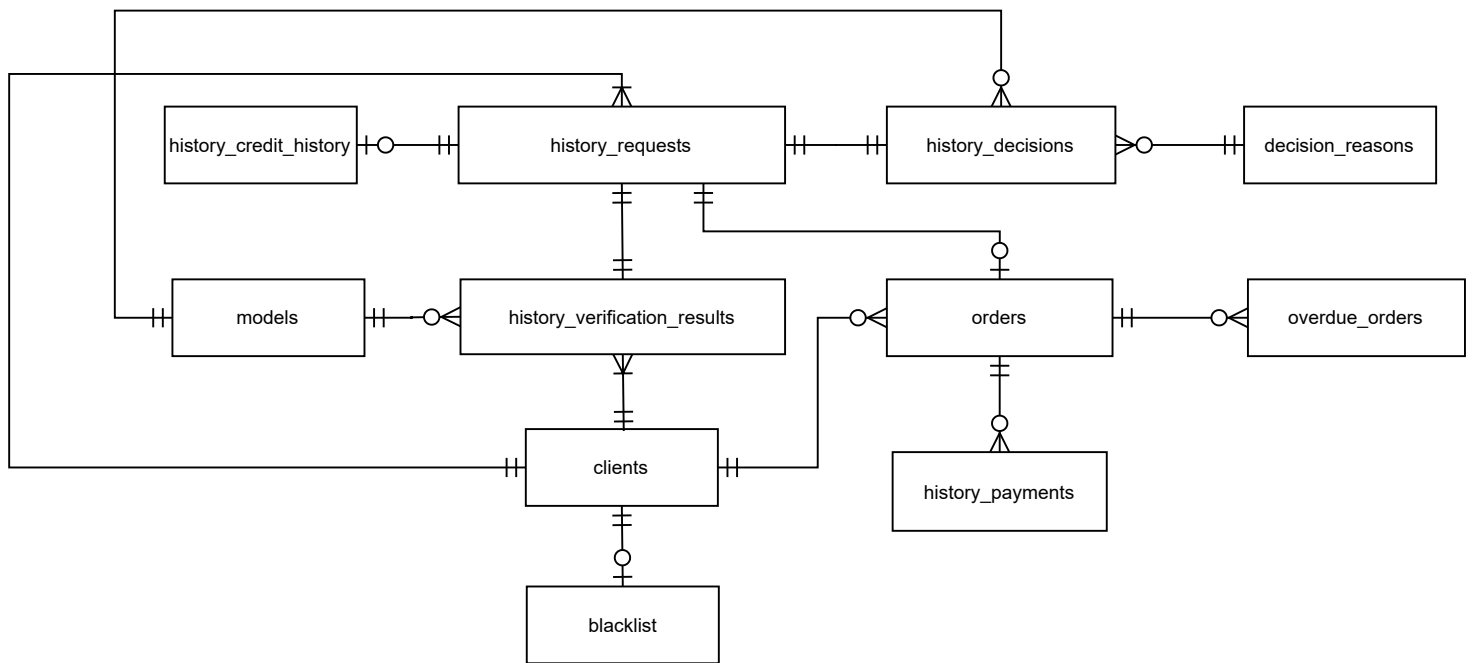 history_credit_history
history_requests
history_decisions
decision_reasons
models
history_verification_results
orders
overdue_orders
clients
history_payments
blacklist